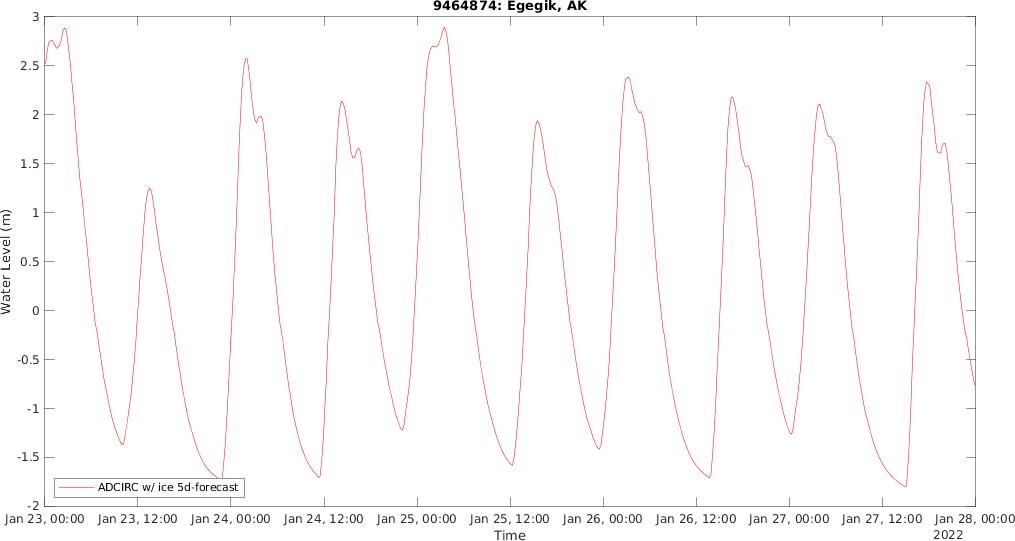 9464874: Egegik, AK
3
2.5
2
1.5
1
0.5
0
-0.5
-1
-1.5
-2
Water Level (m)
ADCIRC w/ ice 5d-forecast
Jan 23, 00:00 Jan 23, 12:00 Jan 24, 00:00 Jan 24, 12:00 Jan 25, 00:00 Jan 25, 12:00 Jan 26, 00:00 Jan 26, 12:00 Jan 27, 00:00 Jan 27, 12:00 Jan 28, 00:00
Time
2022